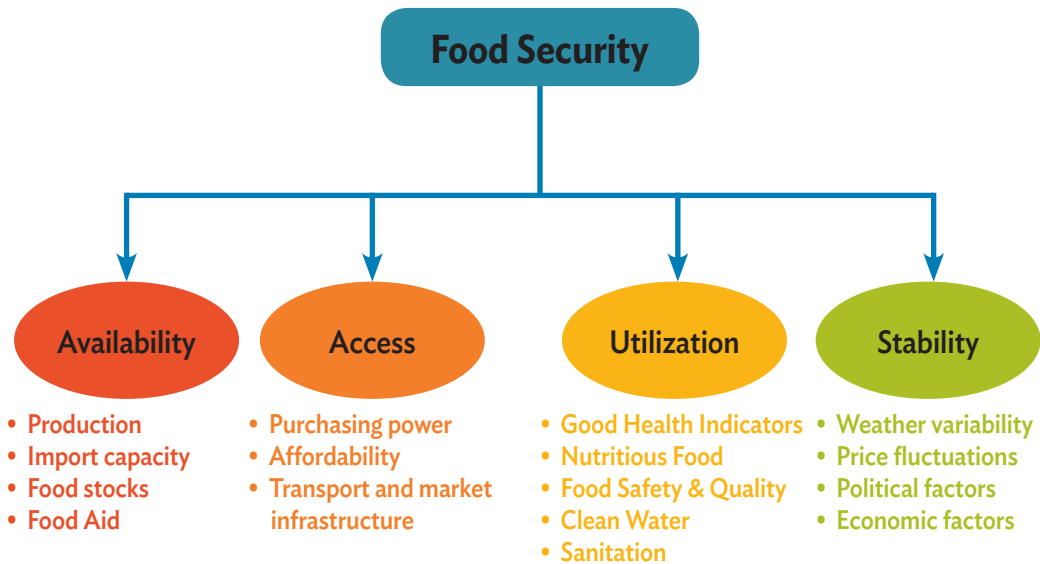 Food Security
Availability
• Production
• Import capacity
• Food stocks
• Food Aid
Access
• Purchasing power
• Affordability
• Transport and market
infrastructure
Utilization
• Good Health Indicators
• Nutritious Food
• Food Safety & Quality
• Clean Water
• Sanitation
Stability
• Weather variability
• Price fluctuations
• Political factors
• Economic factors